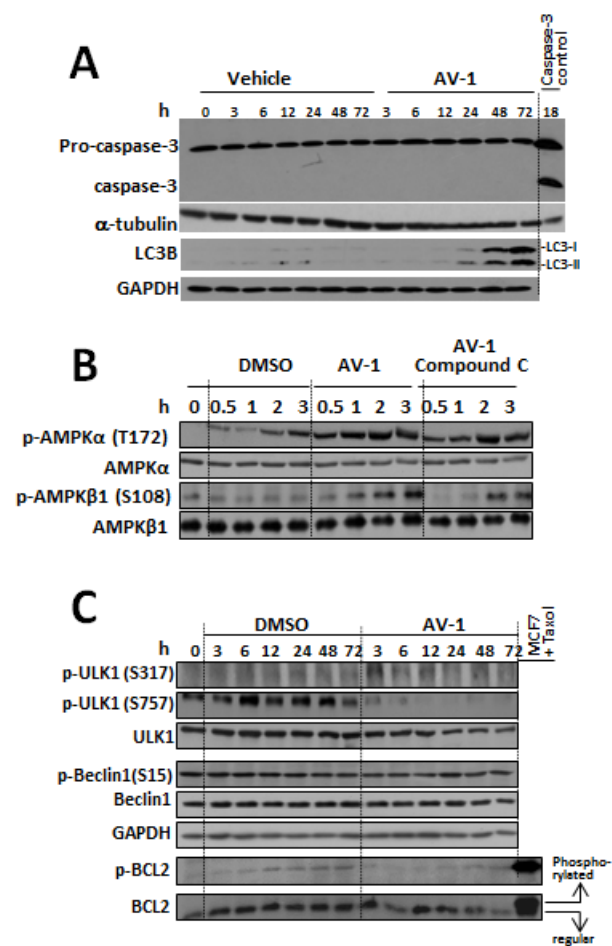 A
Vehicle AV-1 Caspase-3 control
h 0 3 6 12 24 48 72 3 6 12 24 48 72 18
Pro-caspase-3
caspase-3
α-tubulin
LC3B -LC3-I
-LC3-II
GAPDH
B
DMSO AV-1 AV-1 Compound C
h 0 0.5 1 2 3 0.5 1 2 3 0.5 1 2 3
p-AMPKα (T172)
AMPKα
p-AMPKβ1 (S108)
AMPKβ1
C
DMSO AV-1 MCF7 + Taxol
h 0 3 6 12 24 48 72 3 6 12 24 48 72
p-ULK1 (S317)
p-ULK1 (S757)
ULK1
p-Beclin1(S15)
Beclin1
GAPDH
p-BCL2 Phospho-rylated
BCL2
regular